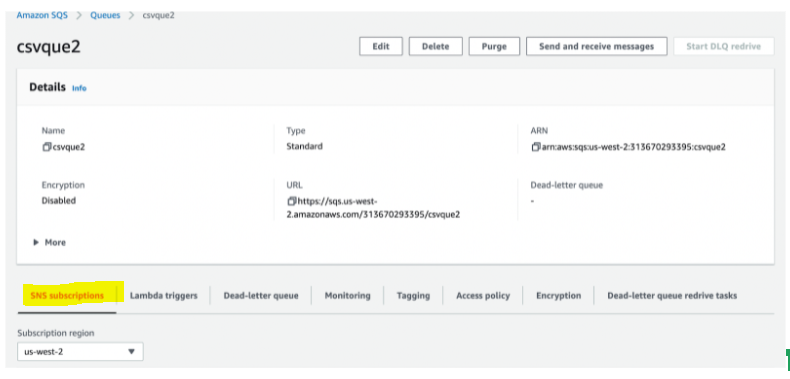 Amazon SQS > Queues > csvque2
csvque2
Edit Delete Purge Send and receive messages Start DLQ redrive
Details Info
Name Type ARN
csvque2 Standard arn:aws:sqs:us-west-2:313670293395:csvque2
Encryption URL Dead-letter queue
Disabled https://sqs.us-west- -
2.amazonaws.com/313670293395/csvque2
More
SNS subscriptions Lambda triggers Dead-letter queue Monitoring Tagging Access policy Encryption Dead-letter queue redrive tasks
Subscription region
us-west-2